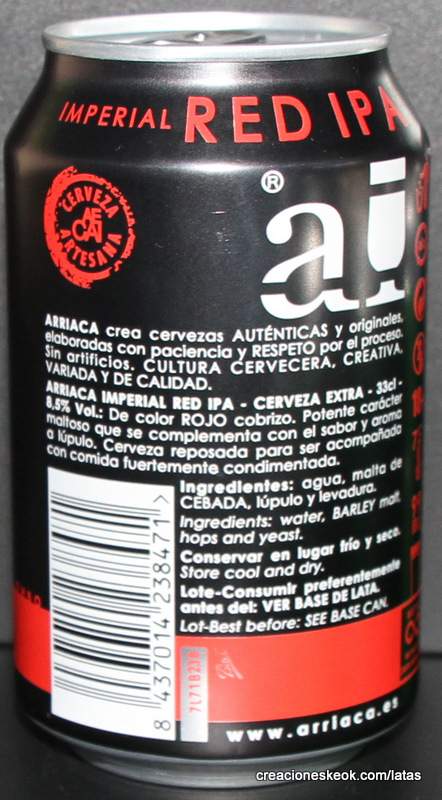 IMPERIAL RED IPA
CERVEZA
AECAI
ARTESANA
®
ai
ARRIACA crea cervezas AUTÉNTICAS y originales,
elaboradas con paciencia y RESPETO por el proceso.
Sin artificios. CULTURA CERVECERA, CREATIVA,
VARIADA Y DE CALIDAD.
ARRIACA IMPERIAL RED IPA - CERVEZA EXTRA - 33cl -
8,5% Vol.: De color ROJO cobrizo. Potente carácter
maltoso que se complementa con el sabor y aroma
a lúpulo. Cerveza reposada para ser acompañada
con comida fuertemente condimentada.
Ingredientes: agua, malta de
CEBADA, lúpulo y levadura.
Ingredients: water, BARLEY malt,
hops and yeast.
Conservar en lugar frío y seco.
Store cool and dry.
Lote-Consumir preferentemente
antes del: VER BASE DE LATA.
Lot-Best before: SEE BASE CAN.
8 437014 238471 >
7L71B238
www.arriaca.es
creacioneskeok.com/latas